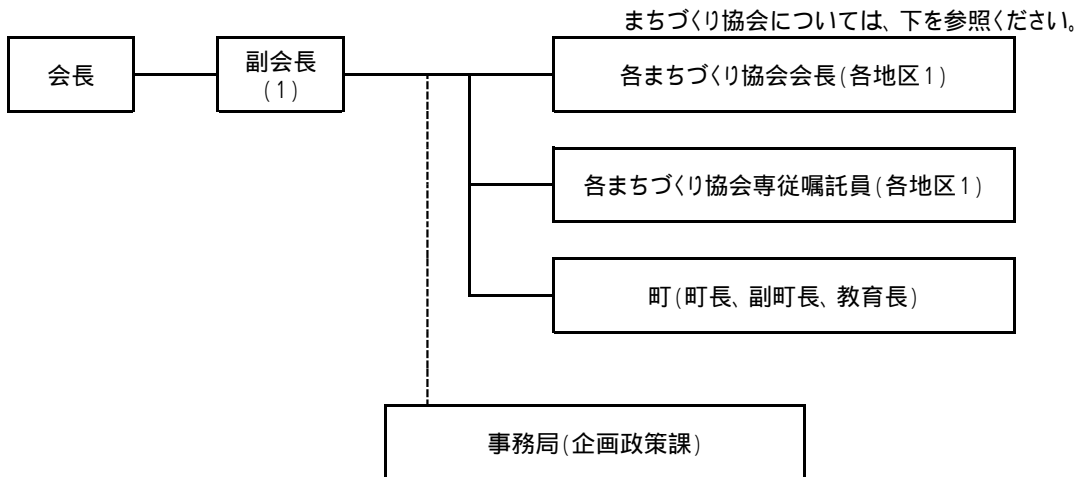 まちづくり協会については、下を参照ください。
会長
副会長
(1)
各まちづくり協会会長(各地区1)
各まちづくり協会専従嘱託員(各地区1)
町(町長、副町長、教育長)
事務局(企画政策課)